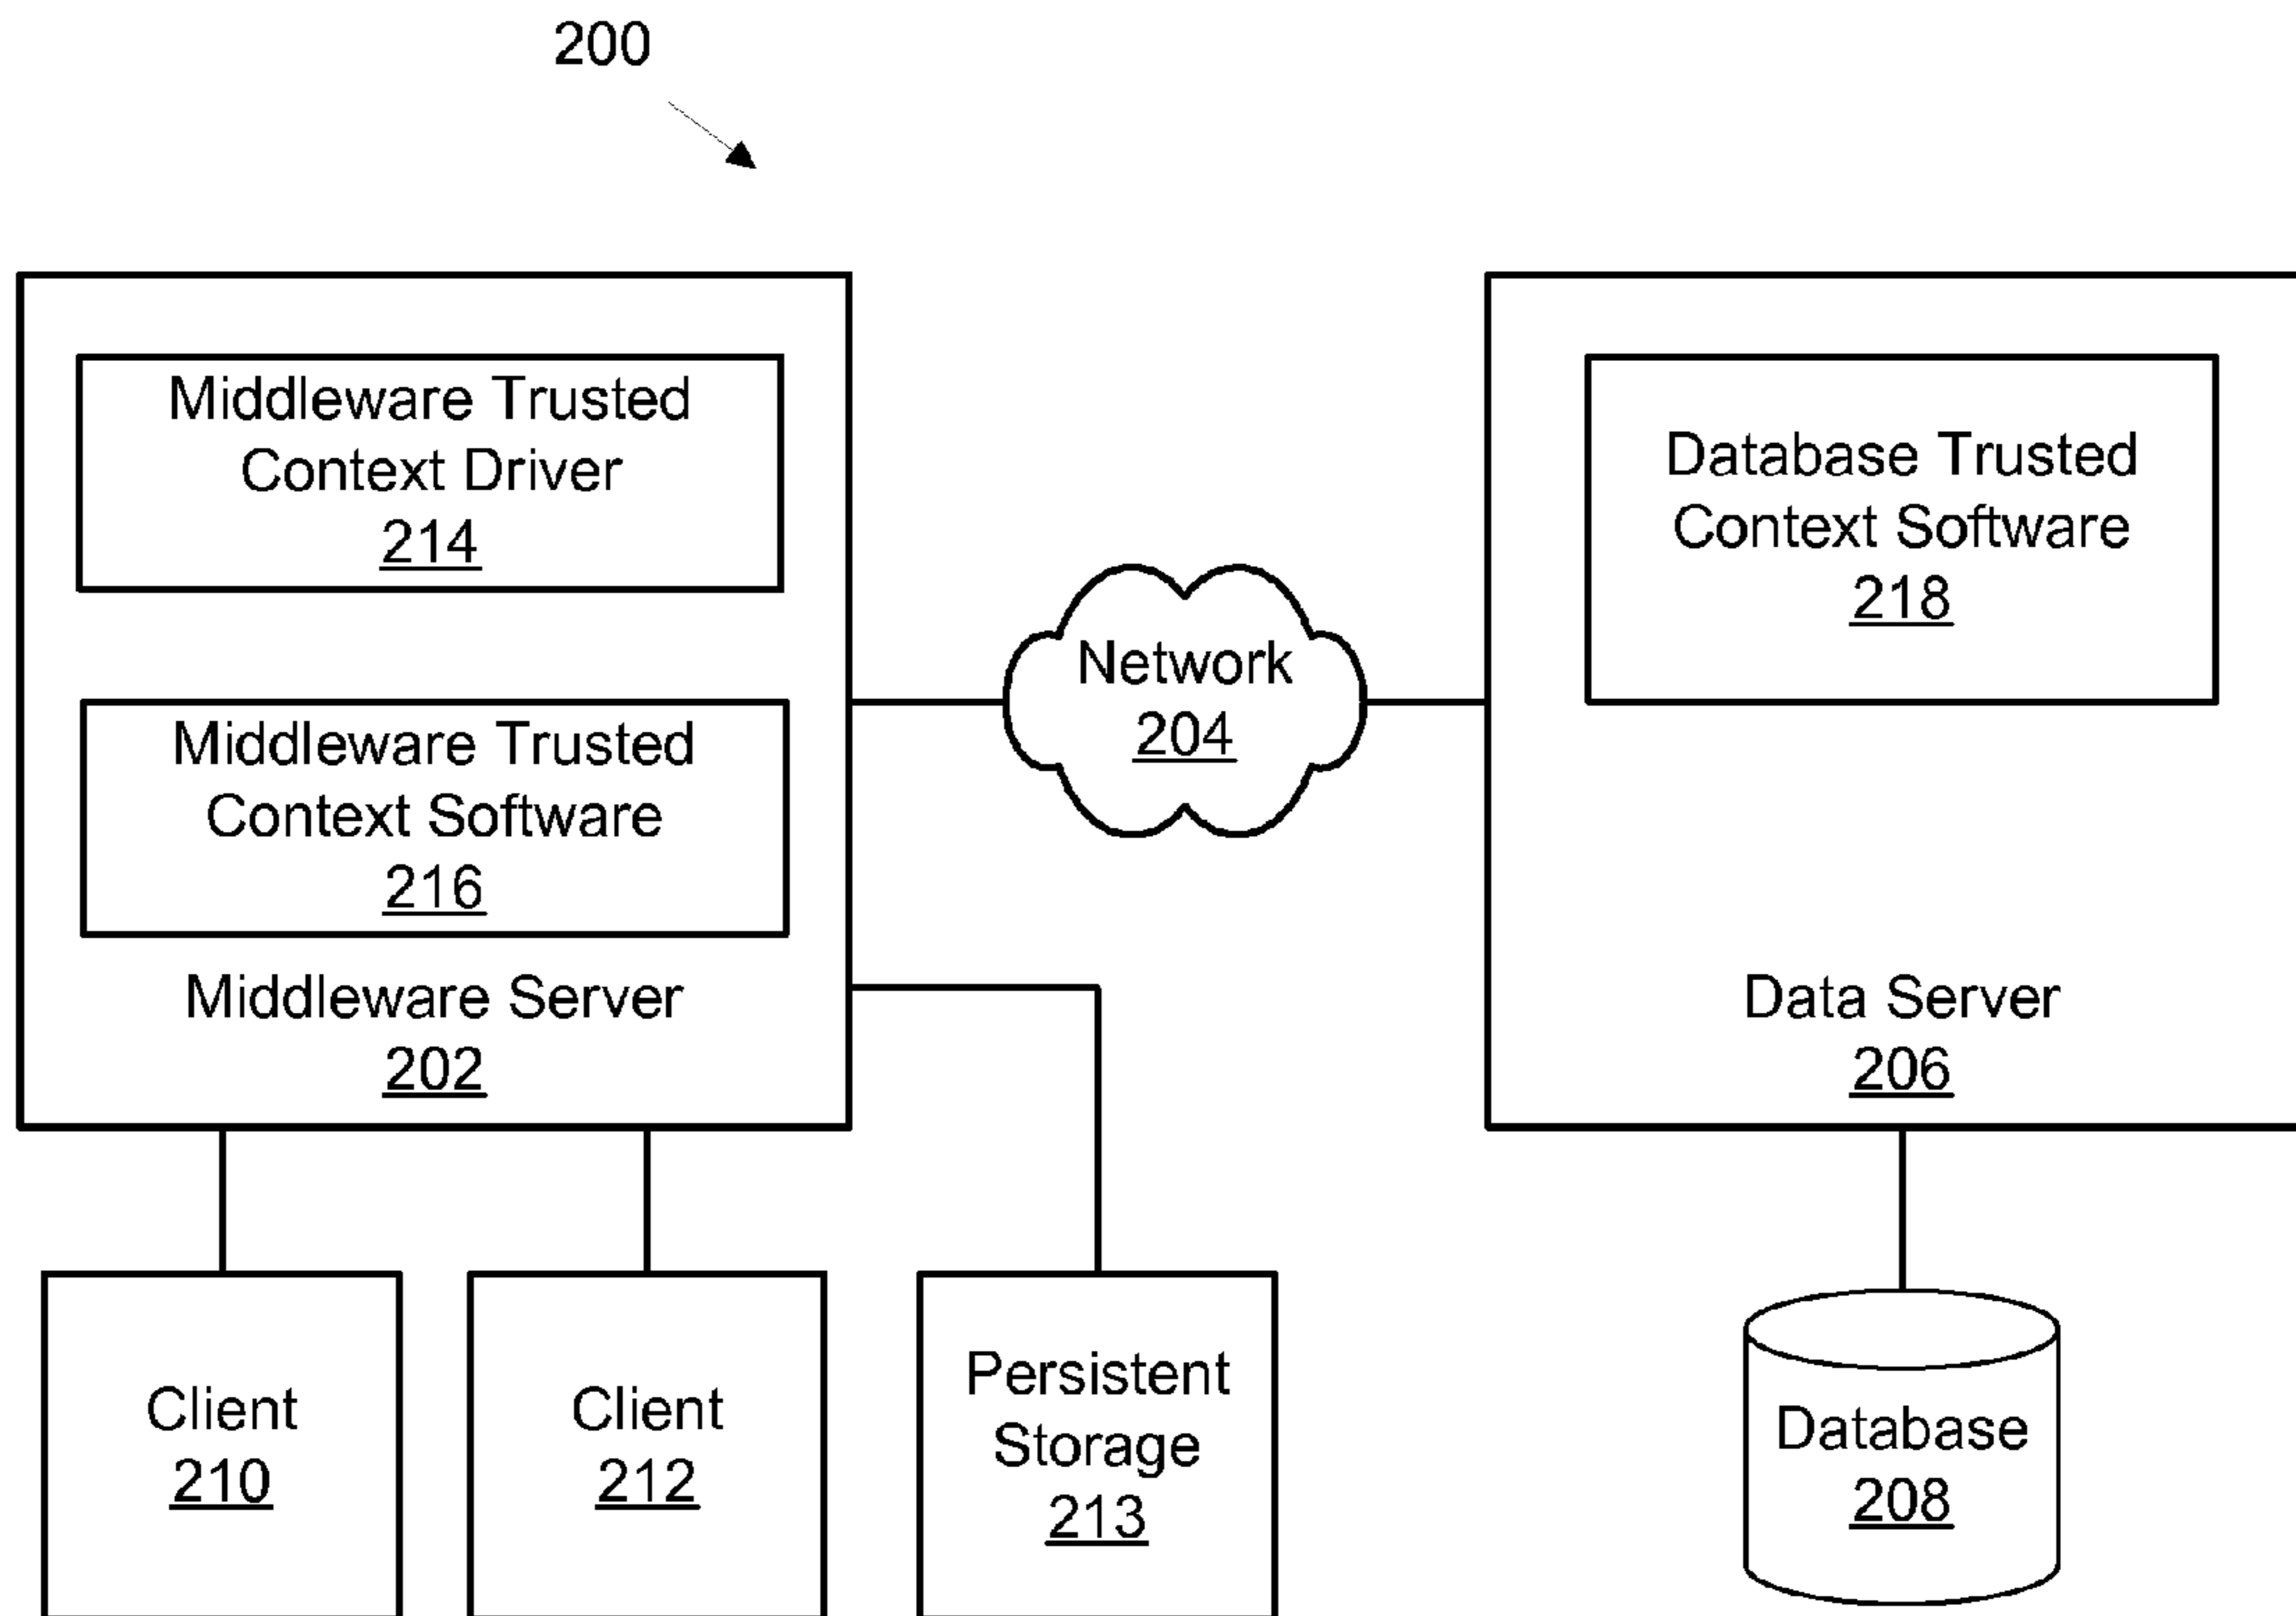 200
Middleware Trusted
Context Driver
214
Middleware Trusted
Context Software
216
Middleware Server
202
Network
204
Database Trusted
Context Software
218
Data Server
206
Client
210
Client
212
Persistent
Storage
213
Database
208